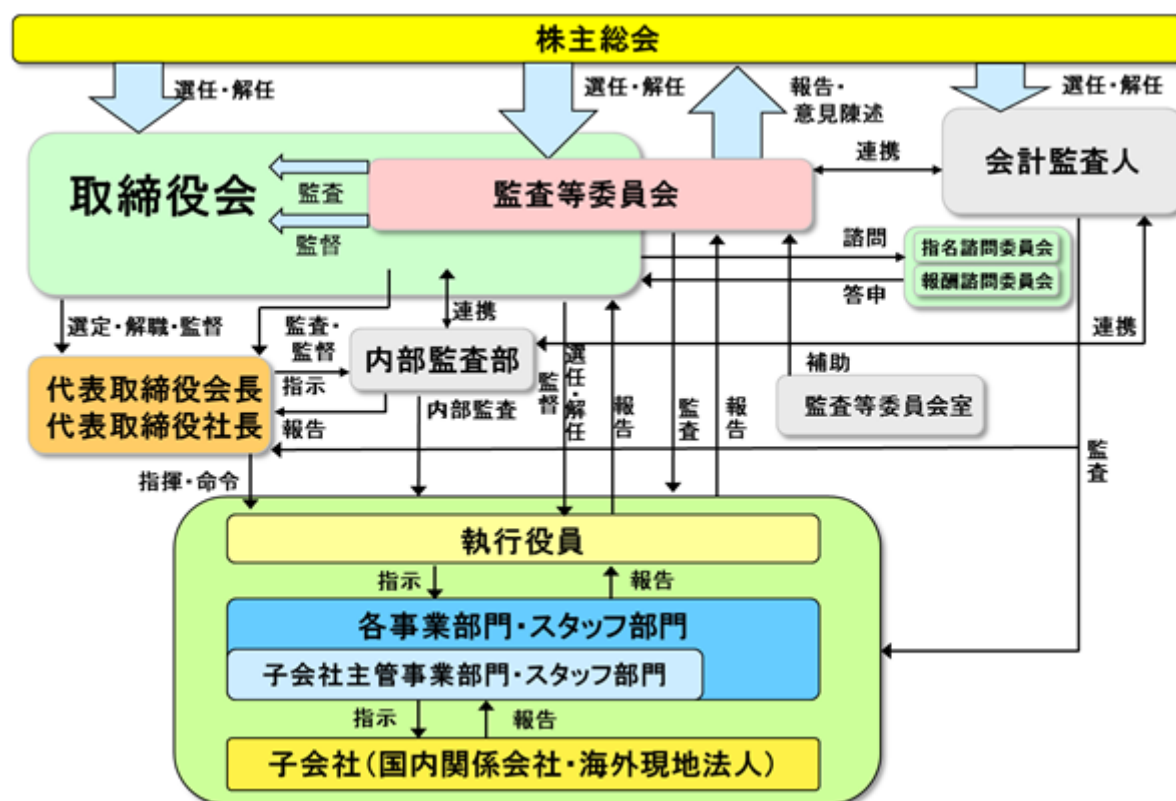 株主総会
選任・解任
選任・解任
報告・
意見陳述
選任・解任
取締役会
監査
監督
監査等委員会
連携
会計監査人
諮問
答申
指名諮問委員会
報酬諮問委員会
選定・解職・監督
監査・
監督
連携
内部監査部
連携
代表取締役会長
代表取締役社長
指示
報告
内部監査
監督
選任・解任
報告
監査
報告
補助
監査等委員会室
監査
指揮・命令
執行役員
指示
報告
各事業部門・スタッフ部門
子会社主管事業部門・スタッフ部門
指示
報告
子会社（国内関係会社・海外現地法人）